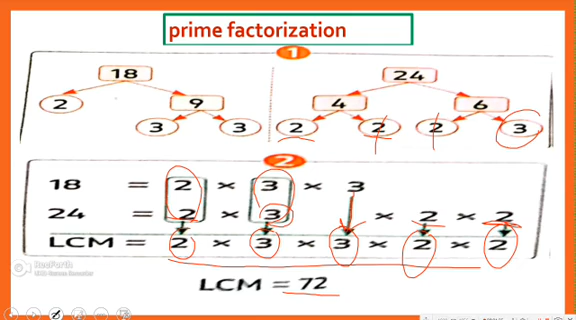 prime factorization
1
18 24
2 9 4 6
3 3 2 2 2 3
2
18 = 2 × 3 × 3
24 = 2 × 3 × 2 × 2
LCM = 2 × 3 × 3 × 2 × 2
LCM = 72